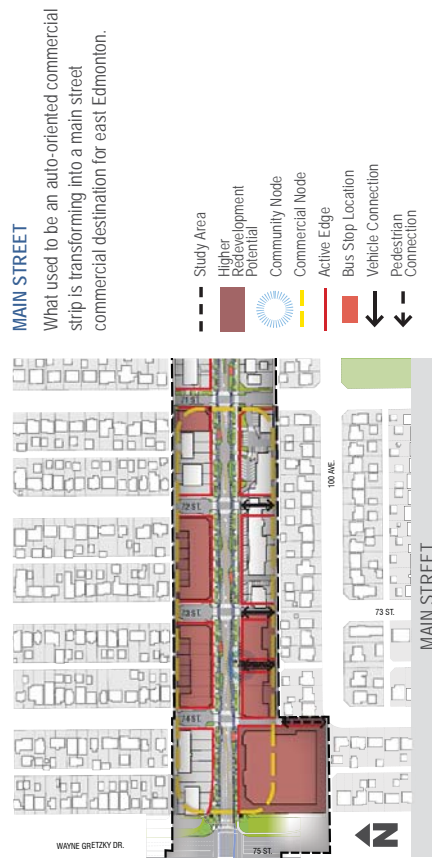 MAIN STREET
What used to be an auto-oriented commercial
strip is transforming into a main street
commercial destination for east Edmonton.
Study Area
Higher
Redevelopment
Potential
Community Node
Commercial Node
Active Edge
Bus Stop Location
Vehicle Connection
Pedestrian
Connection
71 ST.
72 ST.
73 ST.
74 ST.
75 ST.
WAYNE GRETZKY DR.
100 AVE.
73 ST.
N
MAIN STREET